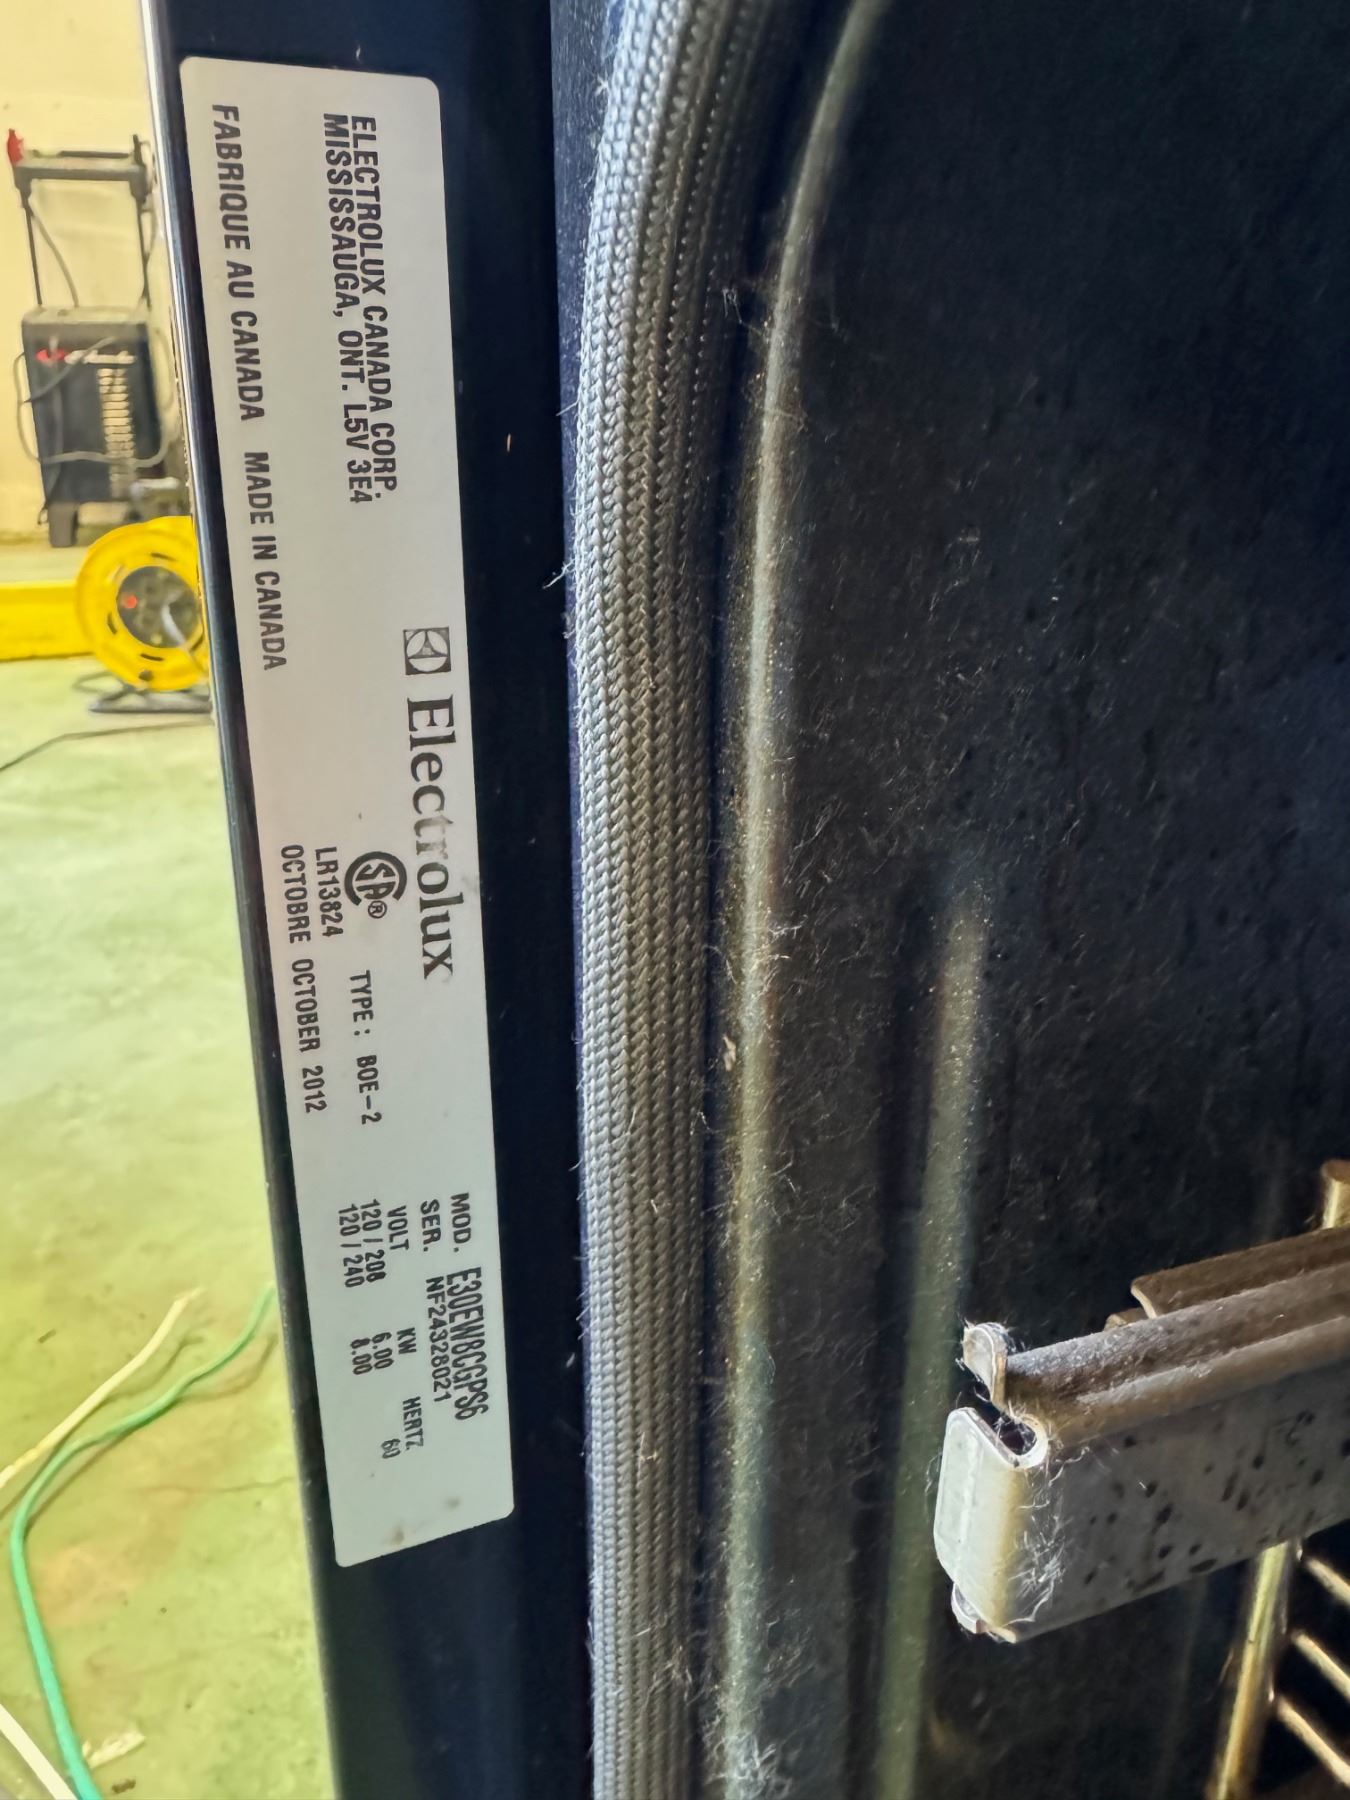 ELECTROLUX CANADA CORP.
MISSISSAUGA, ONT. L5V 3E4
FABRIQUE AU CANADA MADE IN CANADA
Electrolux
SA®
TYPE: BOE-2
LR13824
OCTOBRE OCTOBER 2012
MOD. E30EW8CGPS6
SER. NF24328021
VOLT KW HERTZ
120/208 6.00 60
120/240 8.00